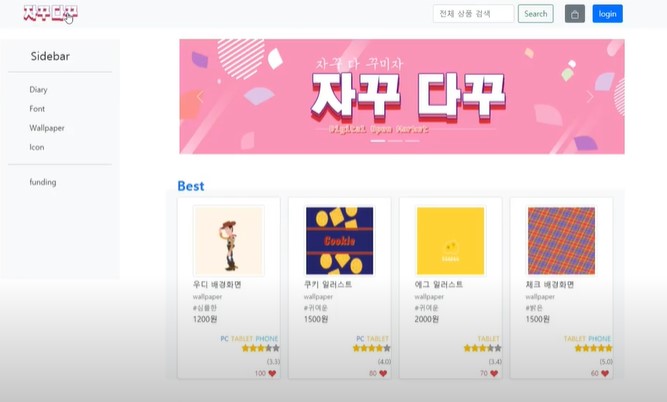 자꾸다꾸
전체 상품 검색
Search
login
Sidebar
Diary
Font
Wallpaper
Icon
funding
자꾸 다 꾸미자
자꾸 다꾸
Digital Open Market
Best
우디 배경화면
wallpaper
#심플한
1200원
PC TABLET PHONE
(3.3)
100
Cookie
쿠키 일러스트
wallpaper
#귀여운
1500원
PC TABLET
(4.0)
80
에그 일러스트
wallpaper
#귀여운
2000원
TABLET
(3.4)
70
체크 배경화면
wallpaper
#밝은
1500원
TABLET PHONE
(5.0)
60